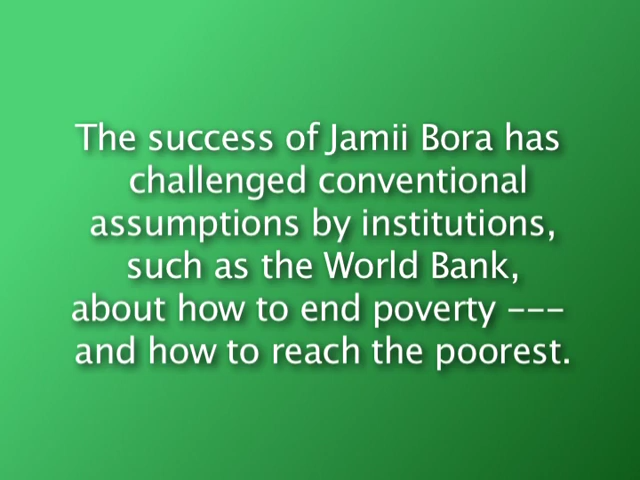 The success of Jamii Bora has
challenged conventional
assumptions by institutions,
such as the World Bank,
about how to end poverty ---
and how to reach the poorest.